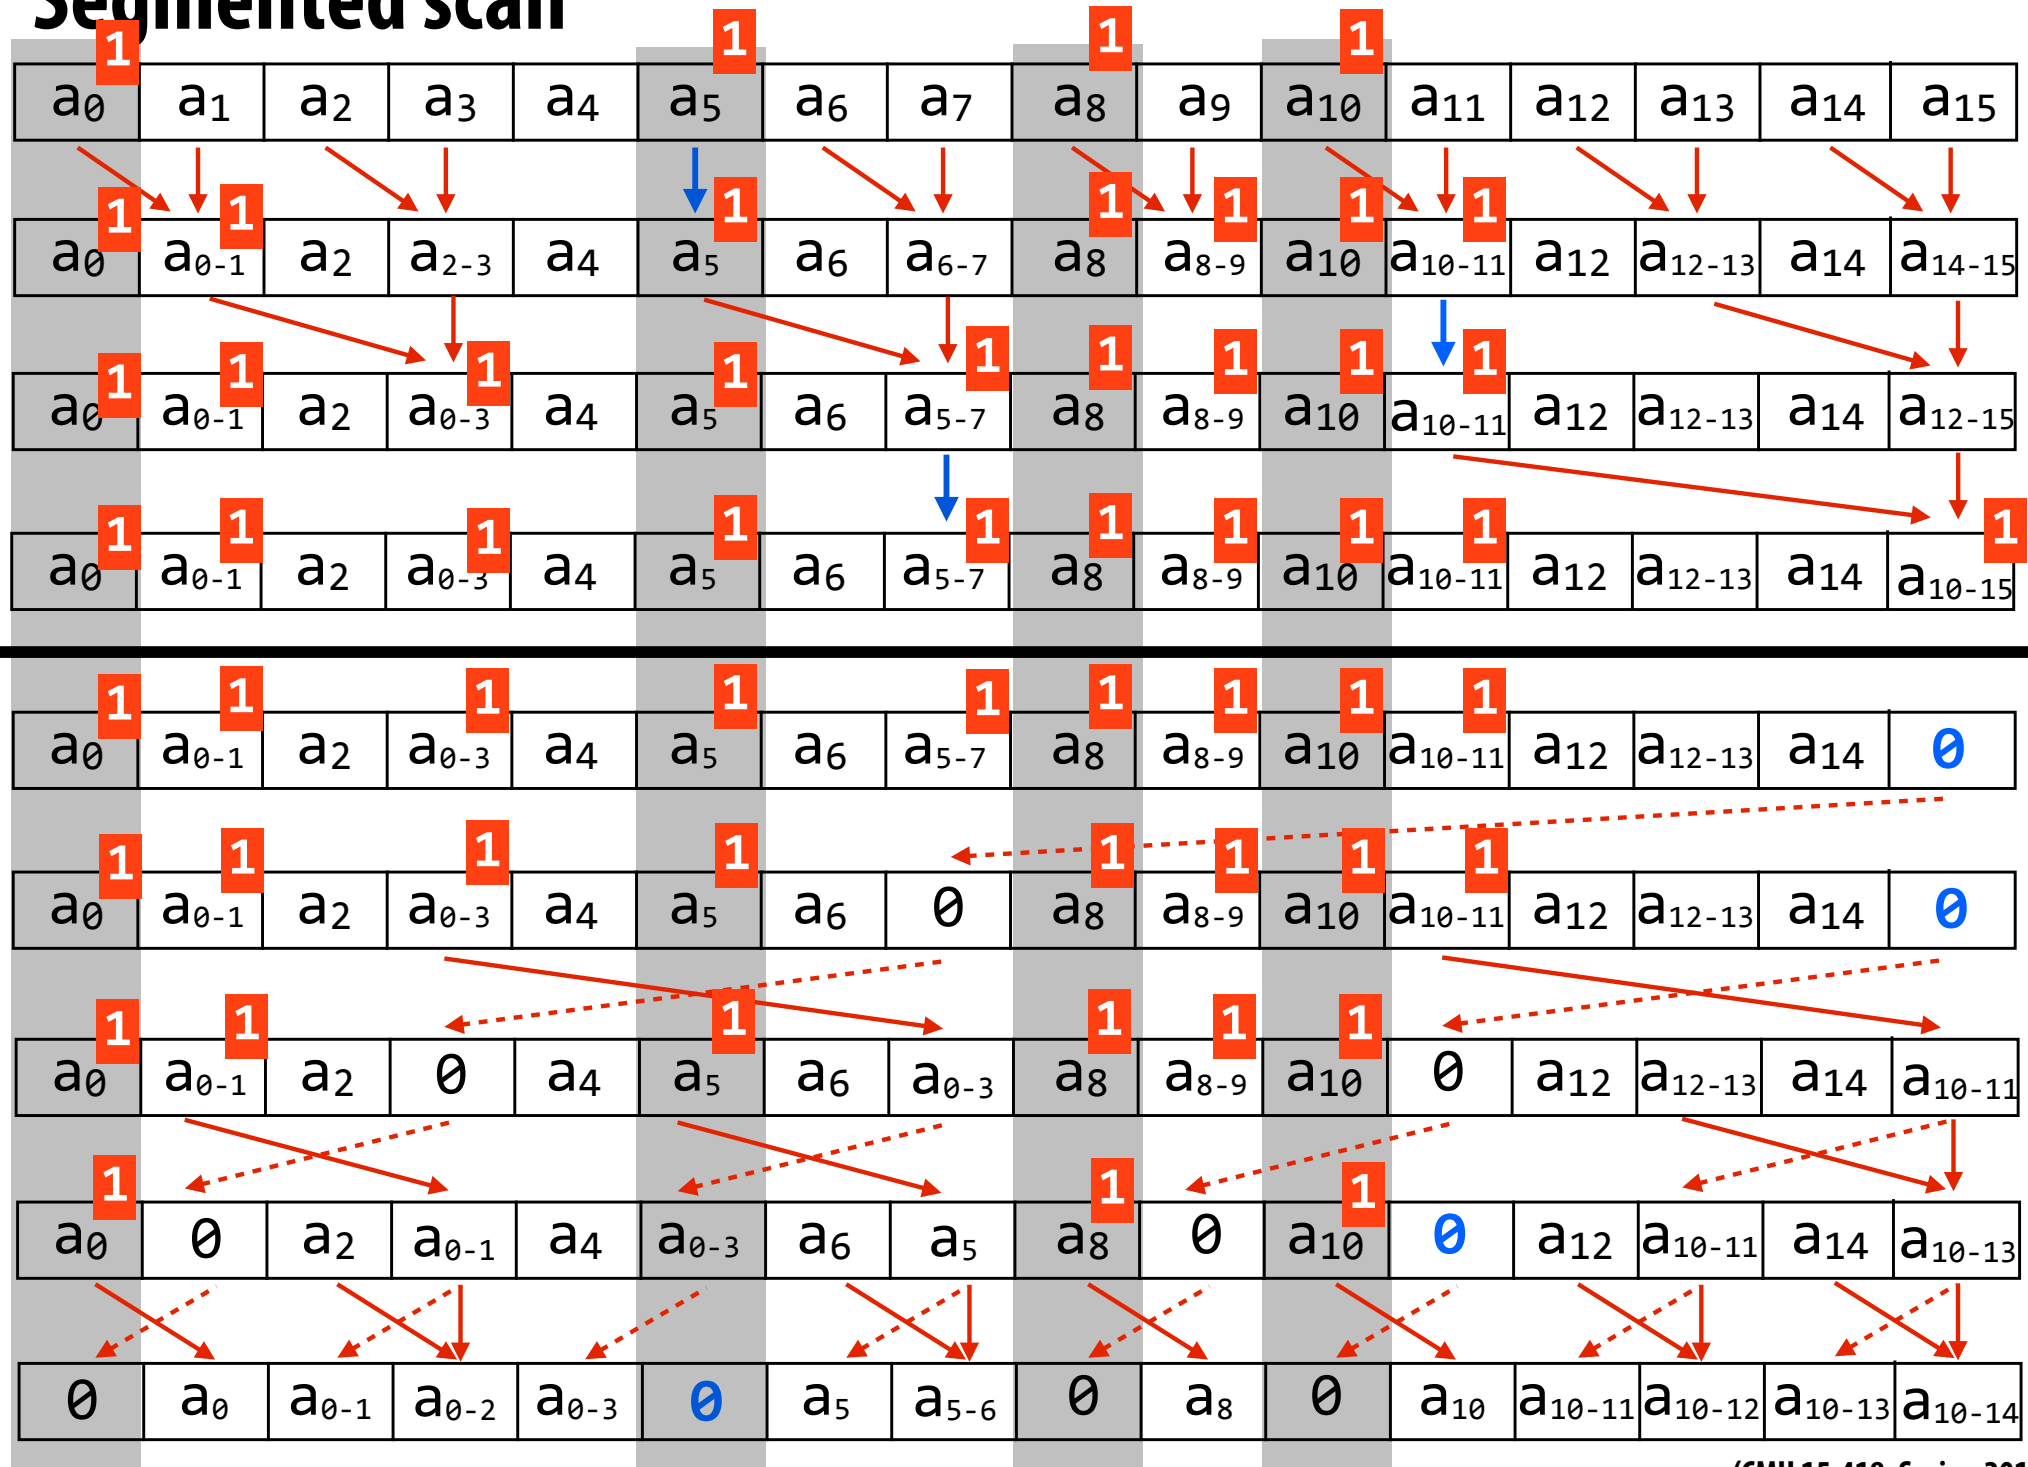 Segmented scan
1 1 1 1
a0 a1 a2 a3 a4 a5 a6 a7 a8 a9 a10 a11 a12 a13 a14 a15
1 1 1 1 1 1 1
a0 a0-1 a2 a2-3 a4 a5 a6 a6-7 a8 a8-9 a10 a10-11 a12 a12-13 a14 a14-15
1 1 1 1 1 1 1 1 1
a0 a0-1 a2 a0-3 a4 a5 a6 a5-7 a8 a8-9 a10 a10-11 a12 a12-13 a14 a12-15
1 1 1 1 1 1 1 1 1 1
a0 a0-1 a2 a0-3 a4 a5 a6 a5-7 a8 a8-9 a10 a10-11 a12 a12-13 a14 a10-15
1 1 1 1 1 1 1 1 1
a0 a0-1 a2 a0-3 a4 a5 a6 a5-7 a8 a8-9 a10 a10-11 a12 a12-13 a14 0
1 1 1 1 1 1 1 1
a0 a0-1 a2 a0-3 a4 a5 a6 0 a8 a8-9 a10 a10-11 a12 a12-13 a14 0
1 1 1 1 1 1
a0 a0-1 a2 0 a4 a5 a6 a0-3 a8 a8-9 a10 0 a12 a12-13 a14 a10-11
1 1 1
a0 0 a2 a0-1 a4 a0-3 a6 a5 a8 0 a10 0 a12 a10-11 a14 a10-13
0 a0 a0-1 a0-2 a0-3 0 a5 a5-6 0 a8 0 a10 a10-11 a10-12 a10-13 a10-14